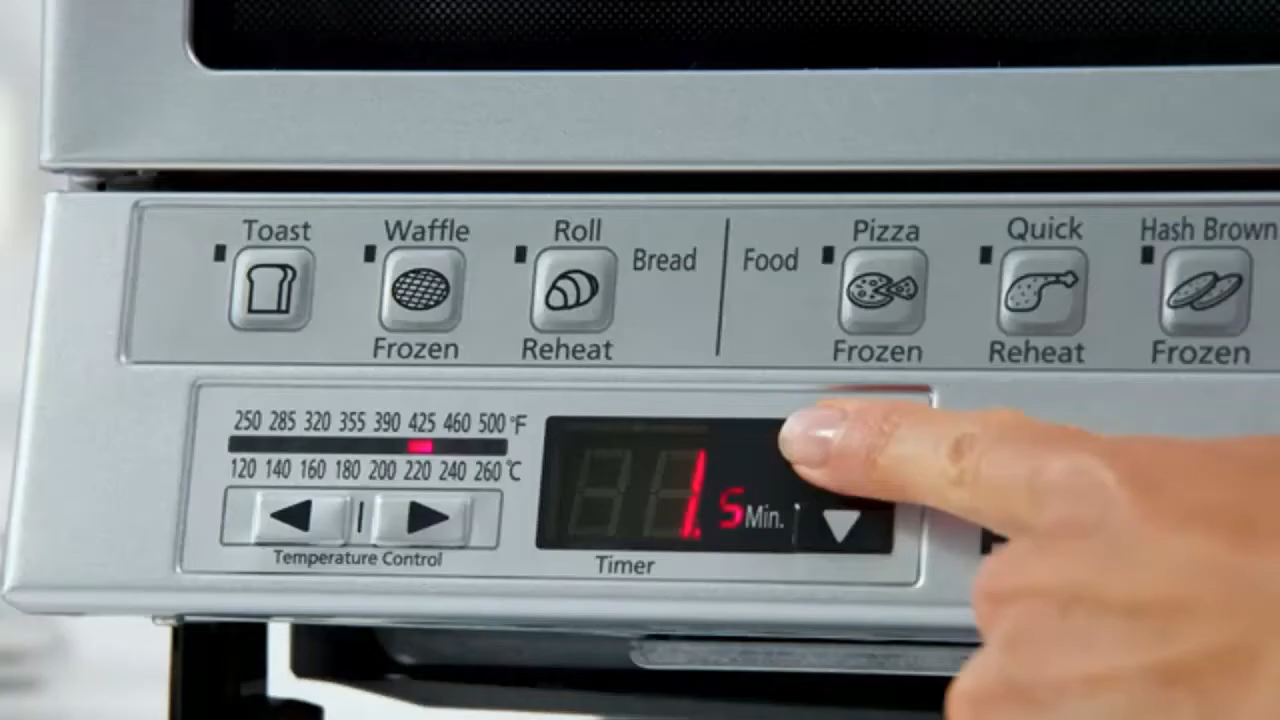 Toast Waffle Roll Pizza Quick Hash Brown
Bread Food
Frozen Reheat Frozen Reheat Frozen
250 285 320 355 390 425 460 500 °F
120 140 160 180 200 220 240 260 °C
1.5 Min.
Temperature Control
Timer